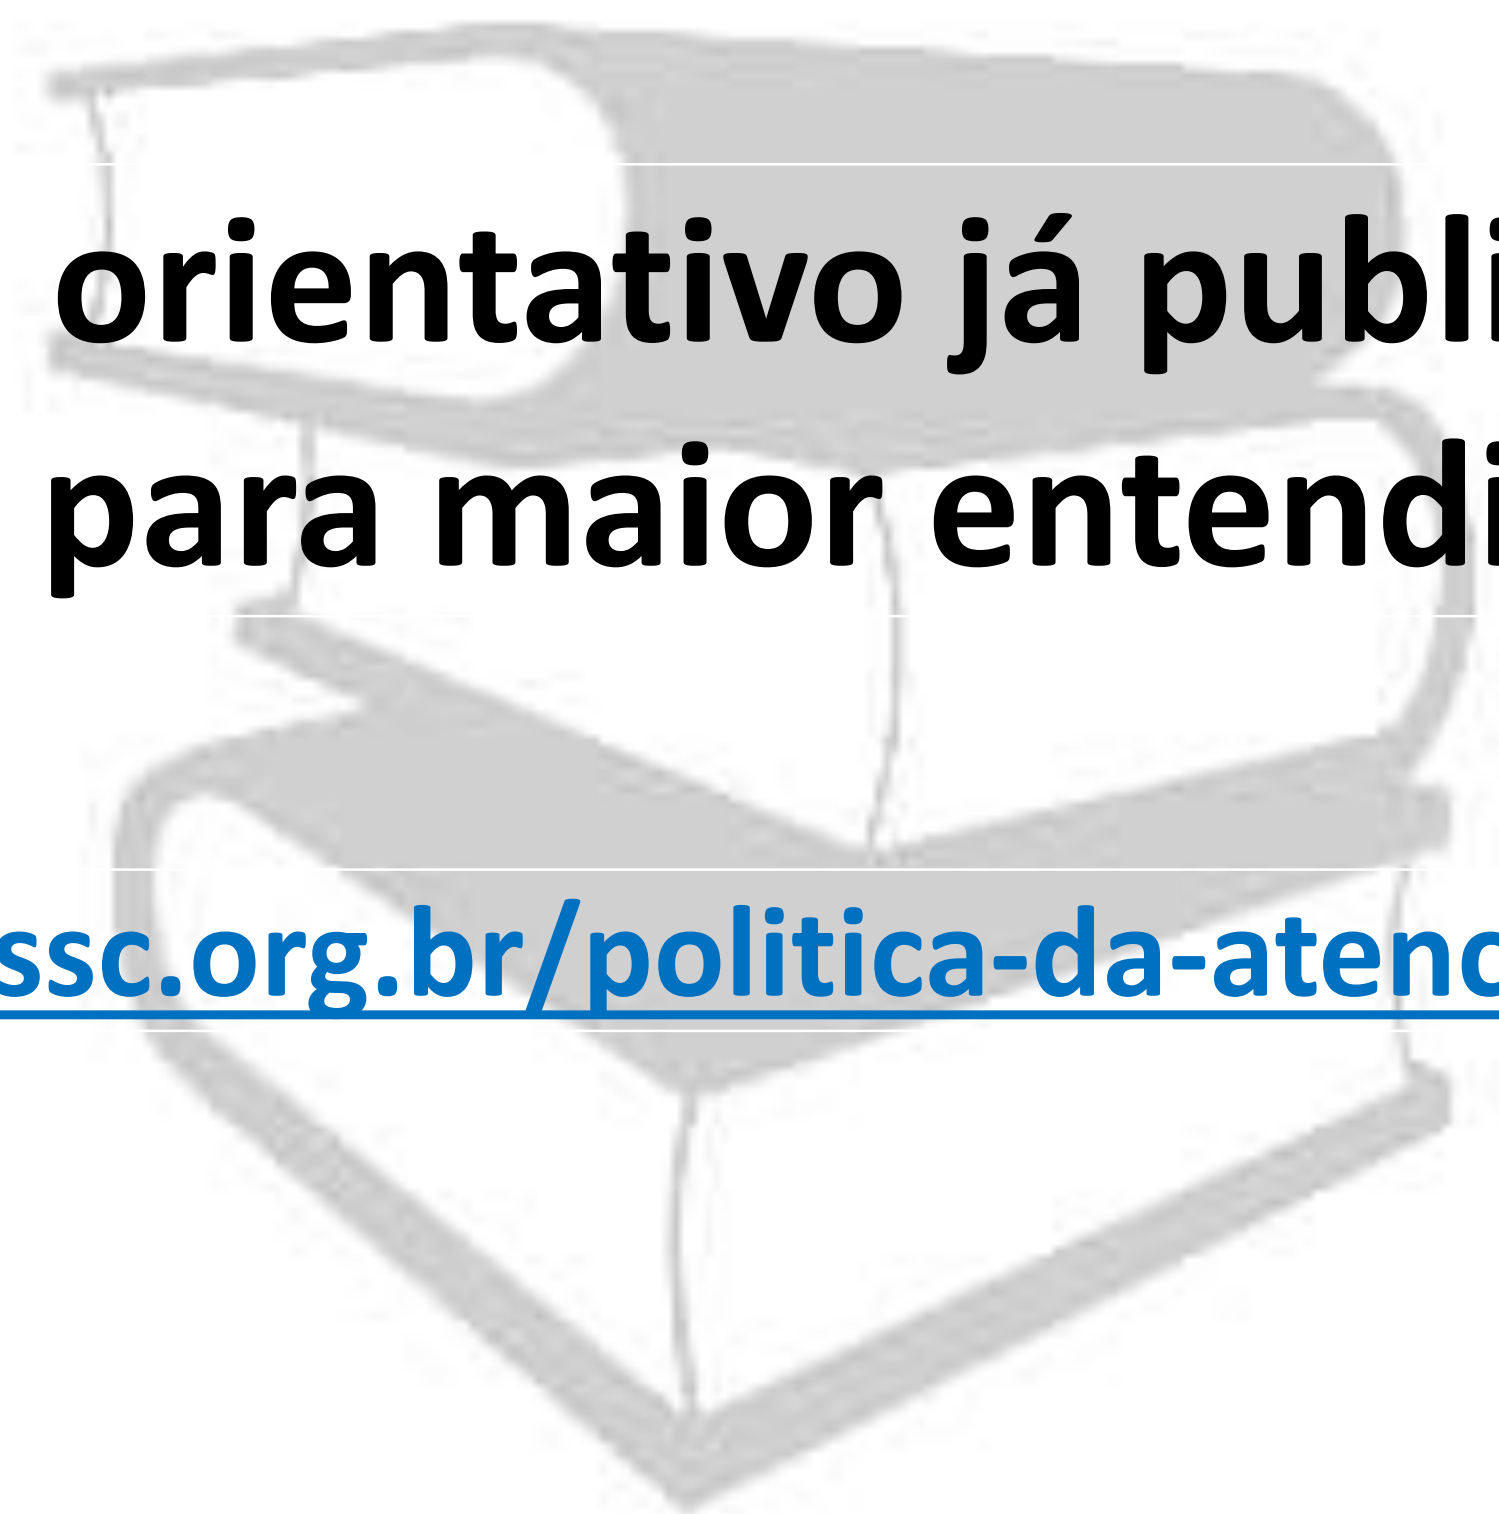 orientativo já publi
para maior entendi
ssc.org.br/politica-da-atenc